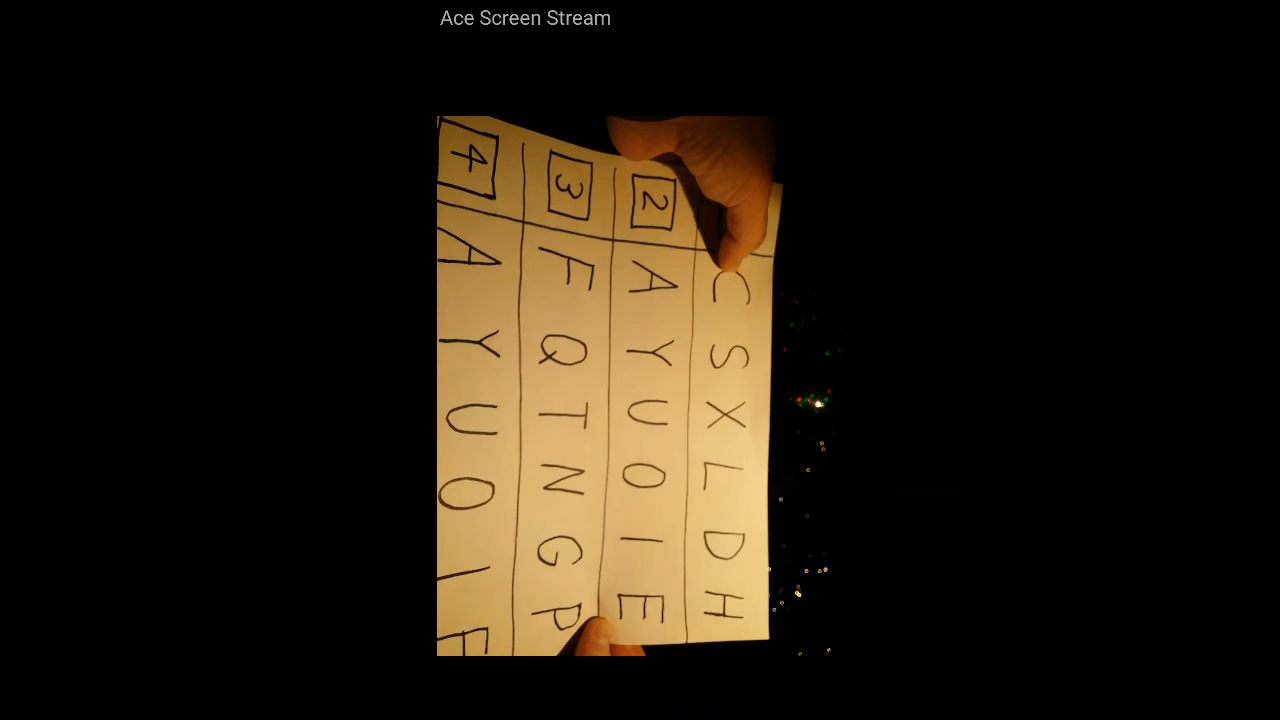 Ace Screen Stream
C S X L D H
2 A Y U O I E
3 F Q T N G P
4 A Y U O I E